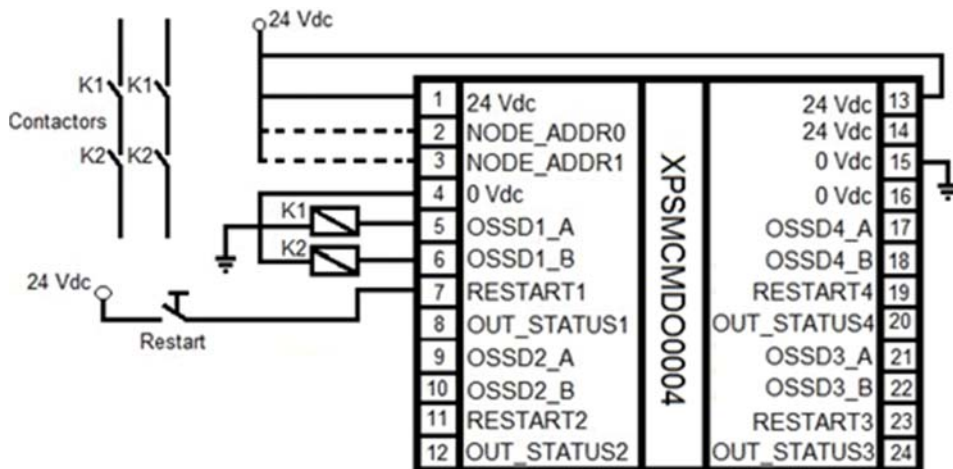 24 Vdc
K1 K1
Contactors
K2 K2
K1
K2
24 Vdc
Restart
1 24 Vdc
2 NODE_ADDR0
3 NODE_ADDR1
4 0 Vdc
5 OSSD1_A
6 OSSD1_B
7 RESTART1
8 OUT_STATUS1
9 OSSD2_A
10 OSSD2_B
11 RESTART2
12 OUT_STATUS2
XPSMCMDO0004
24 Vdc 13
24 Vdc 14
0 Vdc 15
0 Vdc 16
OSSD4_A 17
OSSD4_B 18
RESTART4 19
OUT_STATUS4 20
OSSD3_A 21
OSSD3_B 22
RESTART3 23
OUT_STATUS3 24